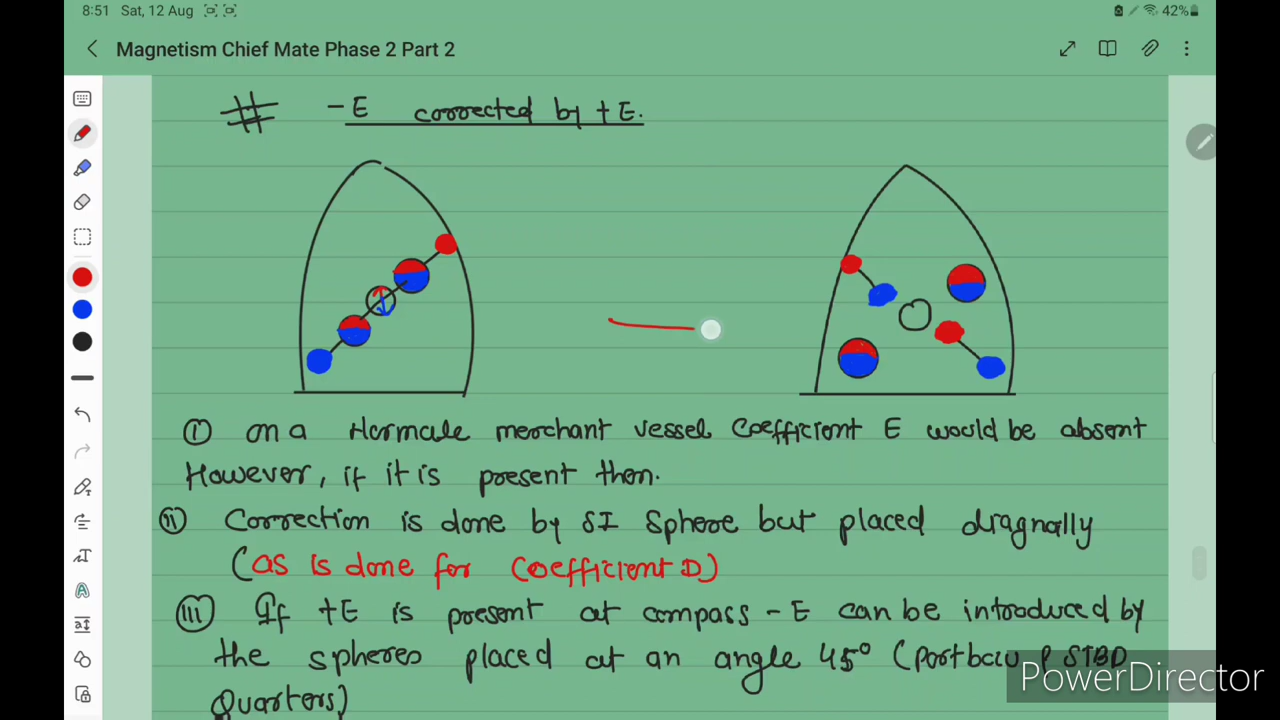 8:51 Sat, 12 Aug 42%
Magnetism Chief Mate Phase 2 Part 2
# -E corrected by +E.
(i) on a Hormale merchant vessel Coefficient E would be absent
However, if it is present then.
(ii) Correction is done by SI Sphere but placed diagnally
(as is done for Coefficient D)
(iii) If +E is present at compass -E can be introduced by
the spheres placed at an angle 45° (Portbow & STBD
Quarters)
PowerDirector